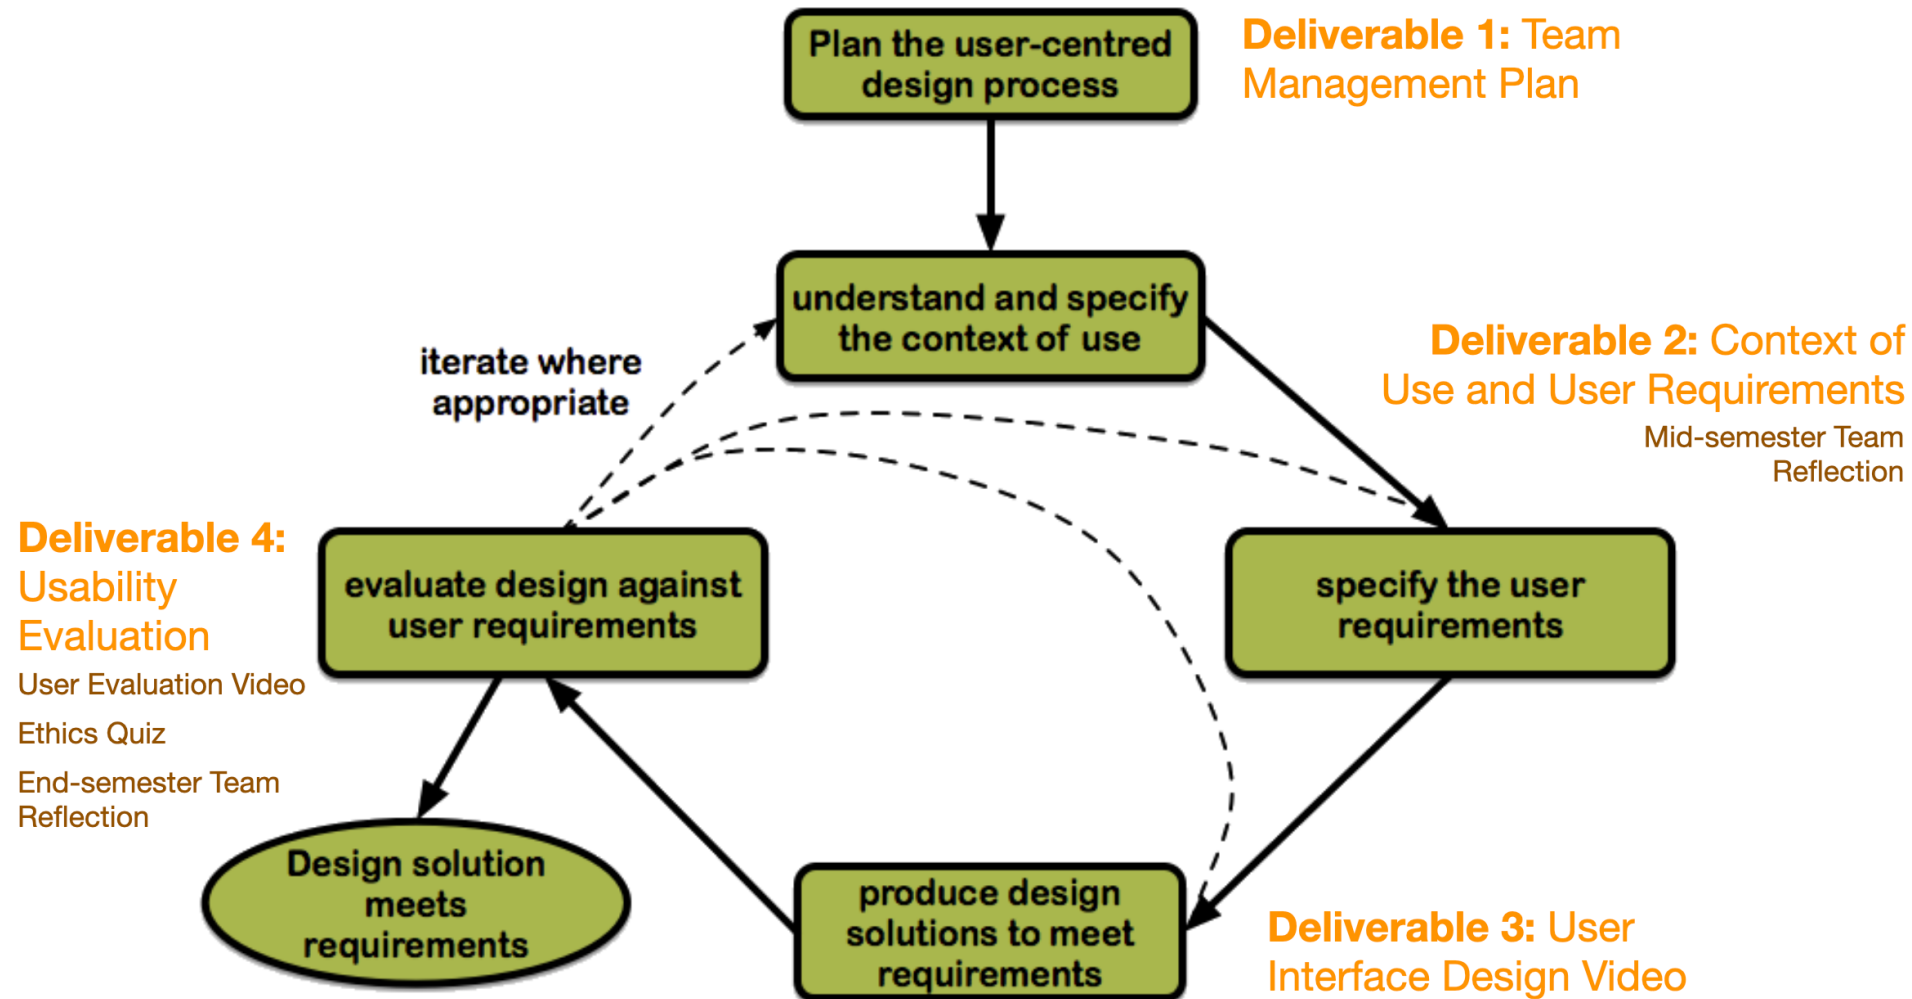 Plan the user-centred
design process
Deliverable 1: Team
Management Plan
understand and specify
the context of use
iterate where
appropriate
Deliverable 2: Context of
Use and User Requirements
Mid-semester Team
Reflection
Deliverable 4:
Usability
Evaluation
User Evaluation Video
Ethics Quiz
End-semester Team
Reflection
evaluate design against
user requirements
specify the user
requirements
Design solution
meets
requirements
produce design
solutions to meet
requirements
Deliverable 3: User
Interface Design Video